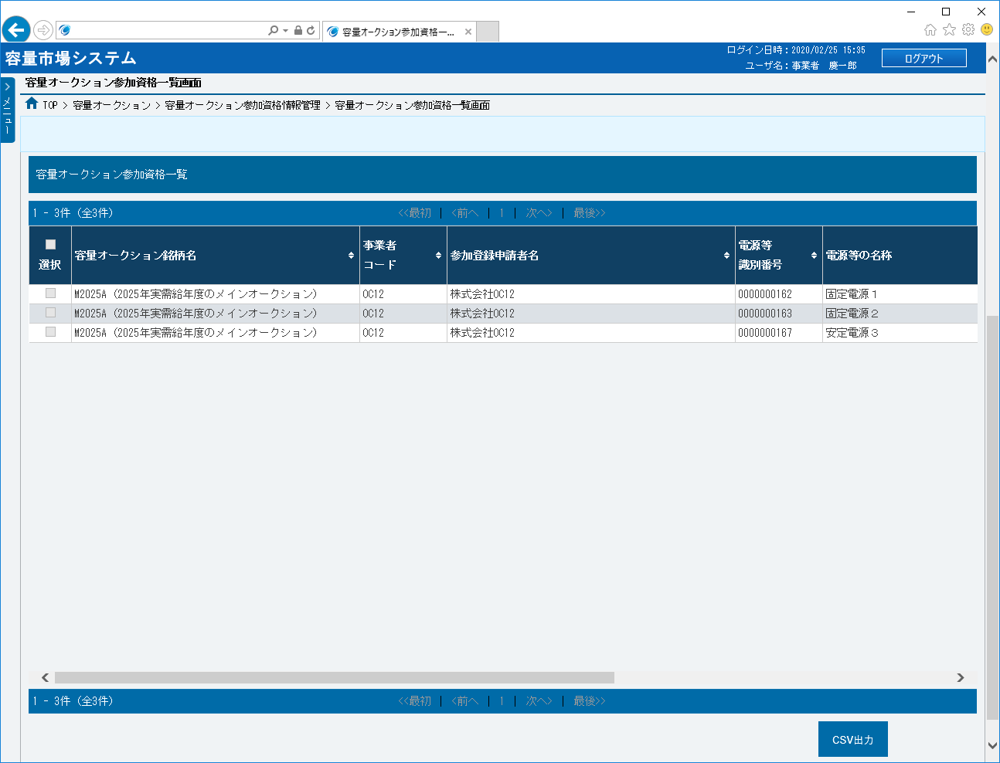 容量オークション参加資格一...
容量市場システム
ログイン日時：2020/02/25 15:35
ユーザ名：事業者　慶一郎
ログアウト
メニュー
容量オークション参加資格一覧画面
TOP > 容量オークション > 容量オークション参加資格情報管理 > 容量オークション参加資格一覧画面
容量オークション参加資格一覧
1 - 3件（全3件）
<<最初 | <前へ | 1 | 次へ> | 最後>>
選択
容量オークション銘柄名
事業者
コード
参加登録申請者名
電源等
識別番号
電源等の名称
M2025A（2025年実需給年度のメインオークション） 0C12 株式会社0C12 0000000162 固定電源１
M2025A（2025年実需給年度のメインオークション） 0C12 株式会社0C12 0000000163 固定電源２
M2025A（2025年実需給年度のメインオークション） 0C12 株式会社0C12 0000000167 安定電源３
1 - 3件（全3件）
<<最初 | <前へ | 1 | 次へ> | 最後>>
CSV出力